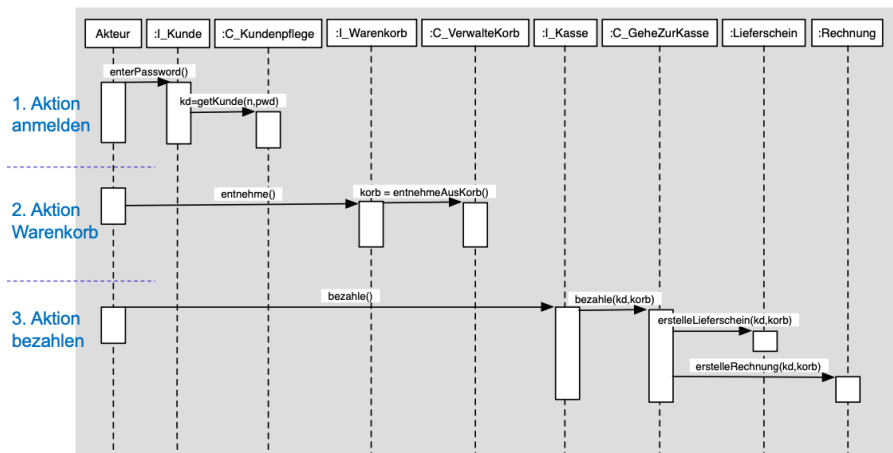 Akteur :I_Kunde :C_Kundenpflege :I_Warenkorb :C_VerwalteKorb :I_Kasse :C_GeheZurKasse :Lieferschein :Rechnung
enterPassword()
1. Aktion
anmelden
kd=getKunde(n,pwd)
2. Aktion
Warenkorb
entnehme()
korb = entnehmeAusKorb()
3. Aktion
bezahlen
bezahle()
bezahle(kd,korb)
erstelleLieferschein(kd,korb)
erstelleRechnung(kd,korb)